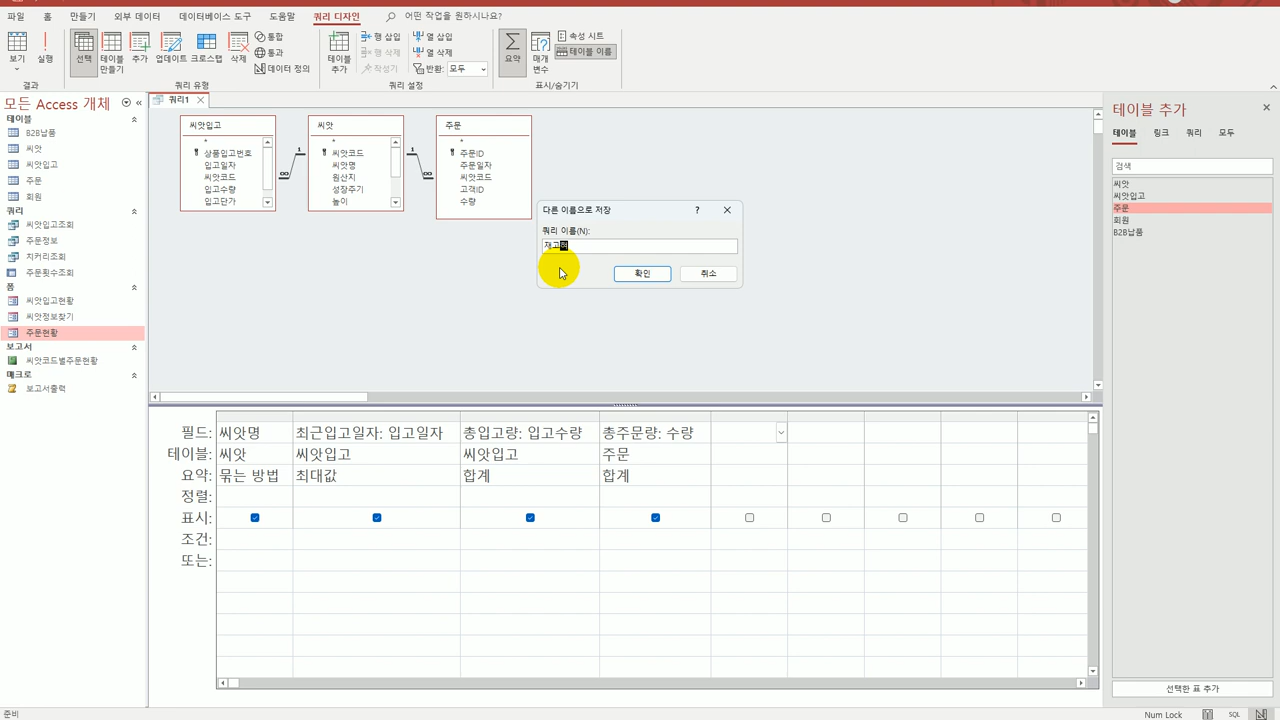 파일 홈 만들기 외부 데이터 데이터베이스 도구 도움말 쿼리 디자인 어떤 작업을 원하시나요?
보기 실행 선택 테이블 만들기 추가 업데이트 크로스탭 삭제 통합 통과 데이터 정의
테이블 추가 행 삽입 행 삭제 작성기 열 삽입 열 삭제 반환: 모두
요약 매개 변수 속성 시트 테이블 이름
결과 쿼리 유형 쿼리 설정 표시/숨기기
모든 Access 개체
테이블
B2B납품
씨앗
씨앗입고
주문
회원
쿼리
씨앗입고조회
주문정보
치커리조회
주문횟수조회
폼
씨앗입고현황
씨앗정보찾기
주문현황
보고서
씨앗코드별주문현황
매크로
보고서출력
쿼리1
씨앗입고
*
상품입고번호
입고일자
씨앗코드
입고수량
입고단가
씨앗
*
씨앗코드
씨앗명
원산지
성장주기
높이
주문
*
주문ID
주문일자
씨앗코드
고객ID
수량
1 ∞
1 ∞
다른 이름으로 저장 ?
쿼리 이름(N):
재고
확인 취소
필드: 씨앗명 최근입고일자: 입고일자 총입고량: 입고수량 총주문량: 수량
테이블: 씨앗 씨앗입고 씨앗입고 주문
요약: 묶는 방법 최대값 합계 합계
정렬:
표시:
조건:
또는:
테이블 추가
테이블 링크 쿼리 모두
검색
씨앗
씨앗입고
주문
회원
B2B납품
선택한 표 추가
준비 Num Lock SQL